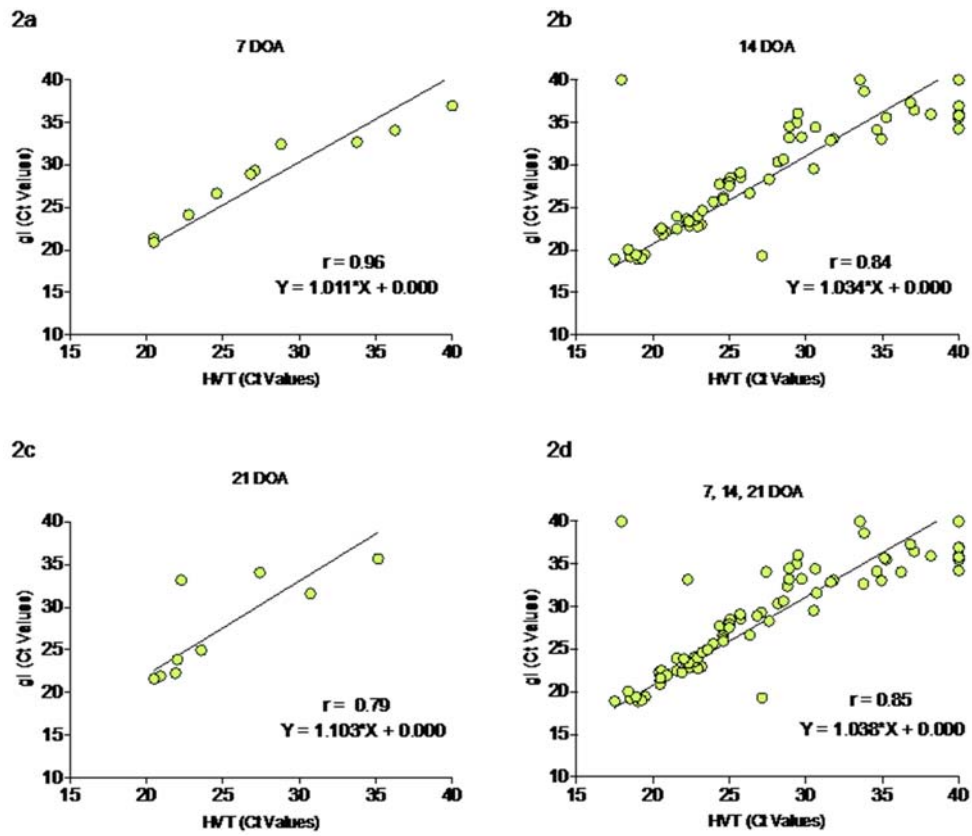 2a
7 DOA
40
35
30
25
20
15
10
gI (Ct Values)
r = 0.96
Y = 1.011*X + 0.000
15 20 25 30 35 40
HVT (Ct Values)
2b
14 DOA
40
35
30
25
20
15
10
gI (Ct Values)
r = 0.84
Y = 1.034*X + 0.000
15 20 25 30 35 40
HVT (Ct Values)
2c
21 DOA
40
35
30
25
20
15
10
gI (Ct Values)
r = 0.79
Y = 1.103*X + 0.000
15 20 25 30 35 40
HVT (Ct Values)
2d
7, 14, 21 DOA
40
35
30
25
20
15
10
gI (Ct Values)
r = 0.85
Y = 1.038*X + 0.000
15 20 25 30 35 40
HVT (Ct Values)